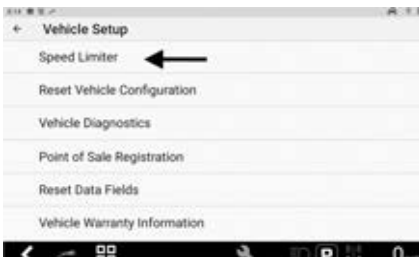 Vehicle Setup
Speed Limiter
Reset Vehicle Configuration
Vehicle Diagnostics
Point of Sale Registration
Reset Data Fields
Vehicle Warranty Information
P
0